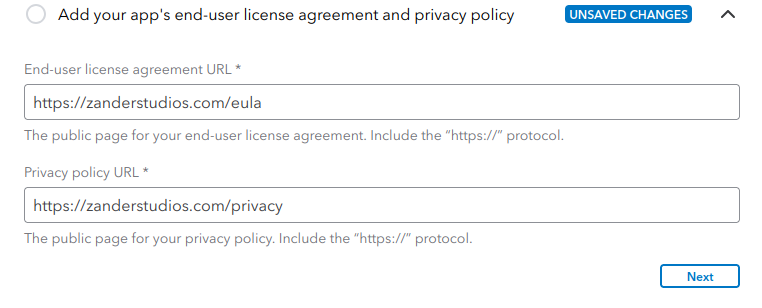 Add your app's end-user license agreement and privacy policy
UNSAVED CHANGES
End-user license agreement URL *
https://zanderstudios.com/eula
The public page for your end-user license agreement. Include the “https://” protocol.
Privacy policy URL *
https://zanderstudios.com/privacy
The public page for your privacy policy. Include the “https://” protocol.
Next